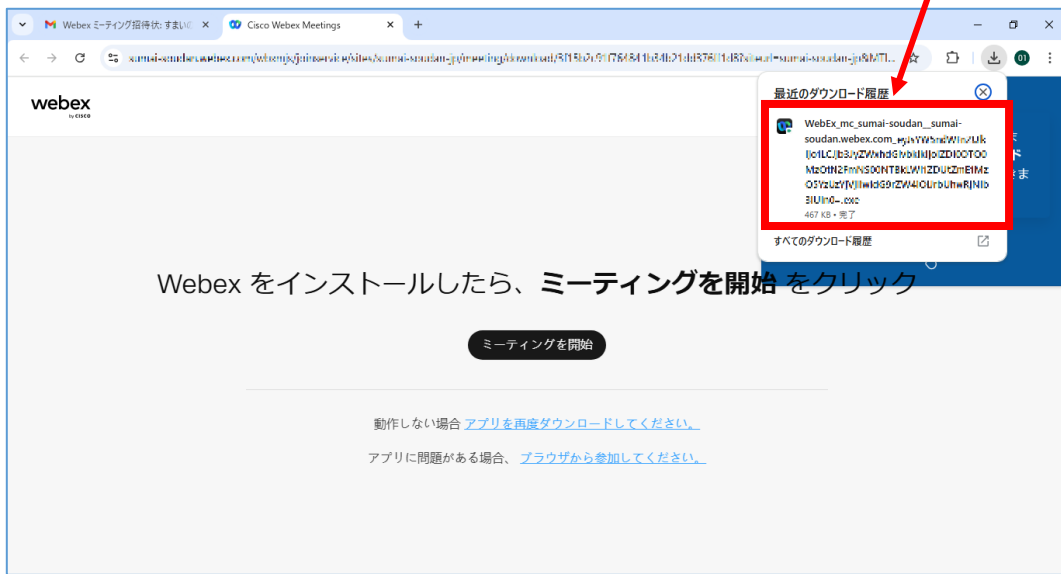 Webex ミーティング招待状: すまい
Cisco Webex Meetings
webex
by CISCO
最近のダウンロード履歴
WebEx_mc_sumai-soudan__sumai-
soudan.webex.com_
.exe
467 KB • 完了
すべてのダウンロード履歴
Webex をインストールしたら、ミーティングを開始 をクリック
ミーティングを開始
動作しない場合 アプリを再度ダウンロードしてください。
アプリに問題がある場合、 ブラウザから参加してください。